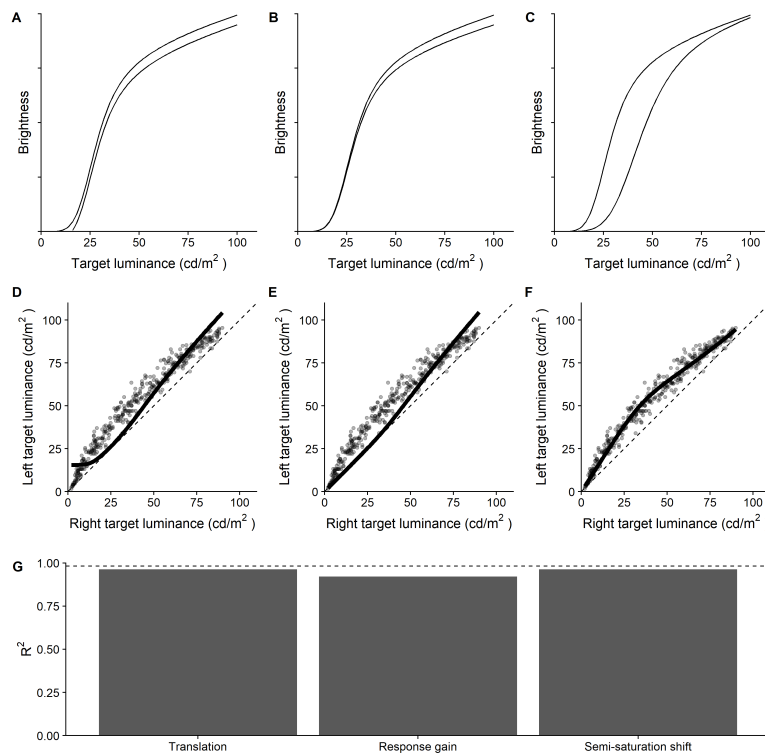 A
B
C
Brightness
Brightness
Brightness
0 25 50 75 100
0 25 50 75 100
0 25 50 75 100
Target luminance (cd/m²)
Target luminance (cd/m²)
Target luminance (cd/m²)
D
E
F
Left target luminance (cd/m²)
Left target luminance (cd/m²)
Left target luminance (cd/m²)
100
75
50
25
0
100
75
50
25
0
100
75
50
25
0
0 25 50 75 100
0 25 50 75 100
0 25 50 75 100
Right target luminance (cd/m²)
Right target luminance (cd/m²)
Right target luminance (cd/m²)
G
R²
1.00
0.75
0.50
0.25
0.00
Translation
Response gain
Semi-saturation shift